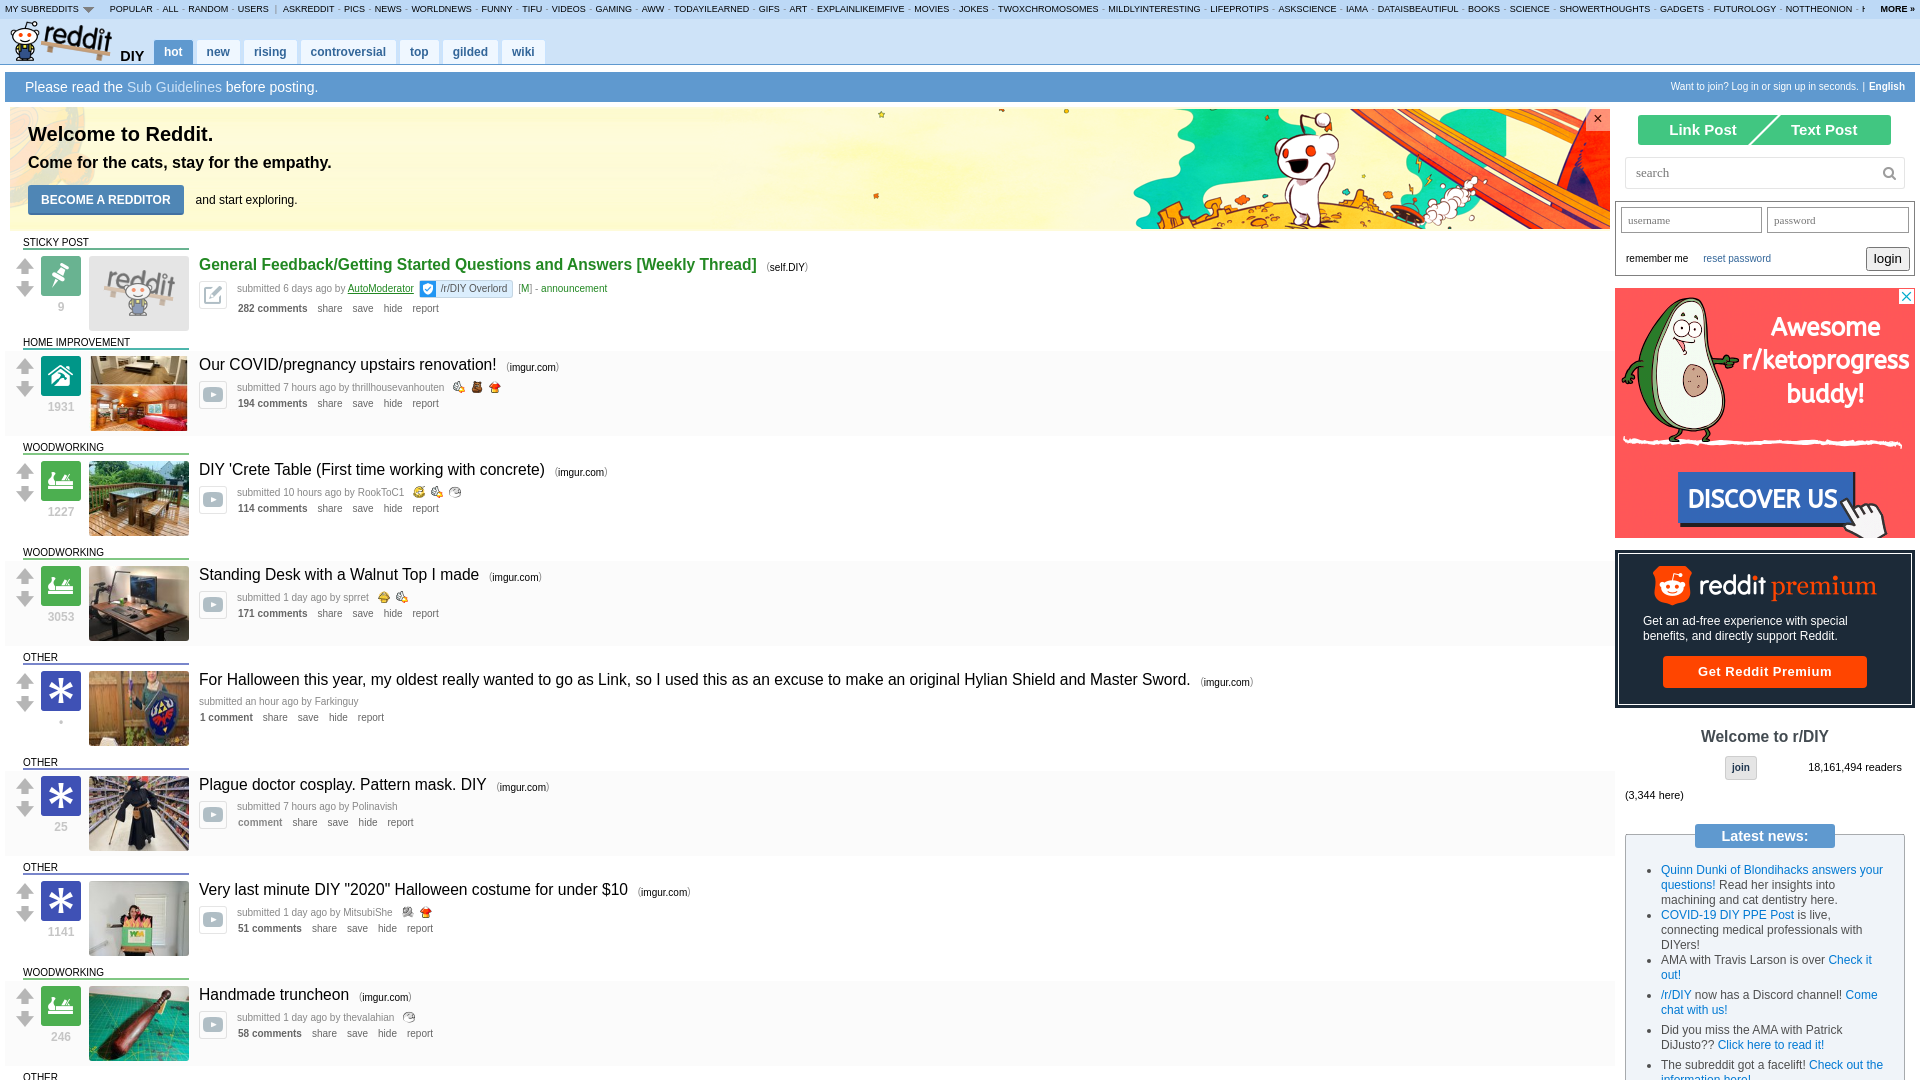 MY SUBREDDITS POPULAR - ALL - RANDOM - USERS | ASKREDDIT - PICS - NEWS - WORLDNEWS - FUNNY - TIFU - VIDEOS - GAMING - AWW - TODAYILEARNED - GIFS - ART - EXPLAINLIKEIMFIVE - MOVIES - JOKES - TWOXCHROMOSOMES - MILDLYINTERESTING - LIFEPROTIPS - ASKSCIENCE - IAMA - DATAISBEAUTIFUL - BOOKS - SCIENCE - SHOWERTHOUGHTS - GADGETS - FUTUROLOGY - NOTTHEONION - MORE »
reddit DIY hot new rising controversial top gilded wiki
Please read the Sub Guidelines before posting.
Want to join? Log in or sign up in seconds. | English
Welcome to Reddit.
Come for the cats, stay for the empathy.
BECOME A REDDITOR and start exploring.
×
STICKY POST
9
reddit
General Feedback/Getting Started Questions and Answers [Weekly Thread] (self.DIY)
submitted 6 days ago by AutoModerator /r/DIY Overlord [M] - announcement
282 comments share save hide report
HOME IMPROVEMENT
1931
Our COVID/pregnancy upstairs renovation! (imgur.com)
submitted 7 hours ago by thrillhousevanhouten
194 comments share save hide report
WOODWORKING
1227
DIY 'Crete Table (First time working with concrete) (imgur.com)
submitted 10 hours ago by RookToC1
114 comments share save hide report
WOODWORKING
3053
Standing Desk with a Walnut Top I made (imgur.com)
submitted 1 day ago by sprret
171 comments share save hide report
OTHER
•
For Halloween this year, my oldest really wanted to go as Link, so I used this as an excuse to make an original Hylian Shield and Master Sword. (imgur.com)
submitted an hour ago by Farkinguy
1 comment share save hide report
OTHER
25
Plague doctor cosplay. Pattern mask. DIY (imgur.com)
submitted 7 hours ago by Polinavish
comment share save hide report
OTHER
1141
Very last minute DIY "2020" Halloween costume for under $10 (imgur.com)
submitted 1 day ago by MitsubiShe
51 comments share save hide report
WOODWORKING
246
Handmade truncheon (imgur.com)
submitted 1 day ago by thevalahian
58 comments share save hide report
OTHER
Link Post Text Post
search
username password
remember me reset password login
Awesome
r/ketoprogress
buddy!
DISCOVER US
reddit premium
Get an ad-free experience with special
benefits, and directly support Reddit.
Get Reddit Premium
Welcome to r/DIY
join 18,161,494 readers
(3,344 here)
Latest news:
Quinn Dunki of Blondihacks answers your
questions! Read her insights into
machining and cat dentistry here.
COVID-19 DIY PPE Post is live,
connecting medical professionals with
DIYers!
AMA with Travis Larson is over Check it
out!
/r/DIY now has a Discord channel! Come
chat with us!
Did you miss the AMA with Patrick
DiJusto?? Click here to read it!
The subreddit got a facelift! Check out the
information here!